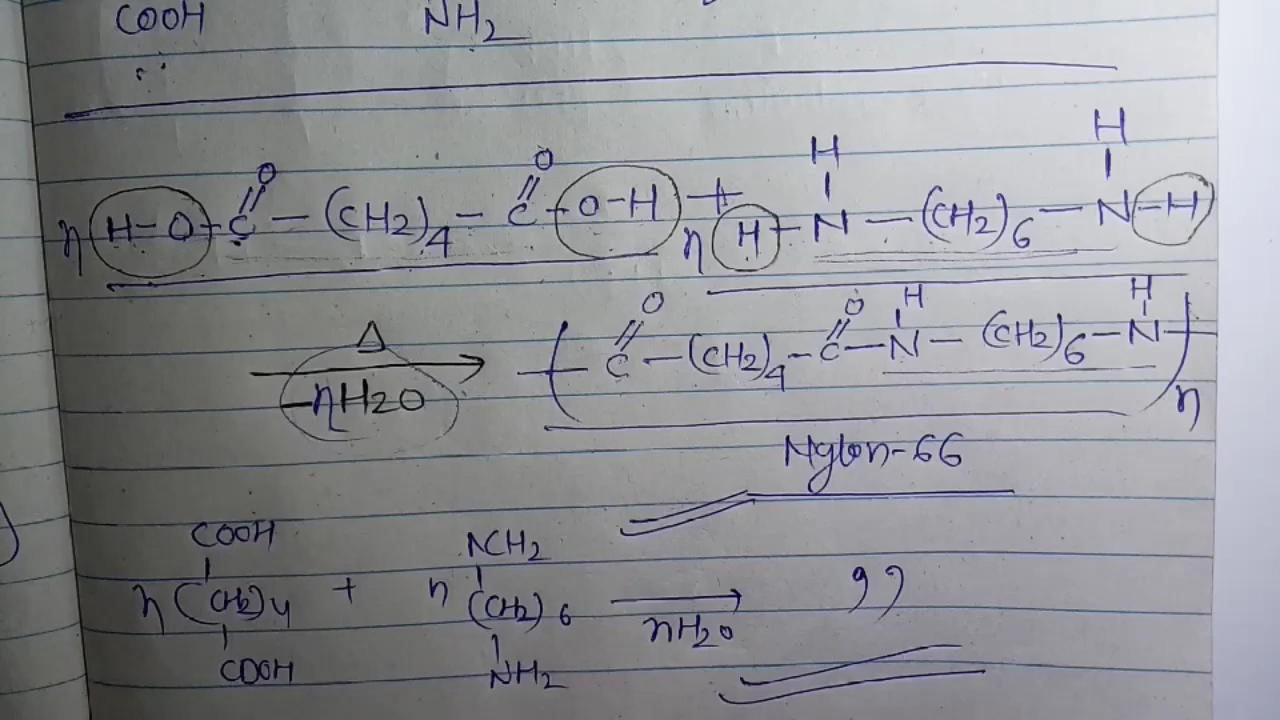 COOH NH2
n H-O-C-(CH2)4-C-O-H + n H-N-(CH2)6-N-H
O O H H
Δ
-nH2O
(-C-(CH2)4-C-N-(CH2)6-N-)n
O O H H
Nylon-66
COOH NCH2
n (CH2)4 + n (CH2)6 → ,,
nH2O
COOH NH2